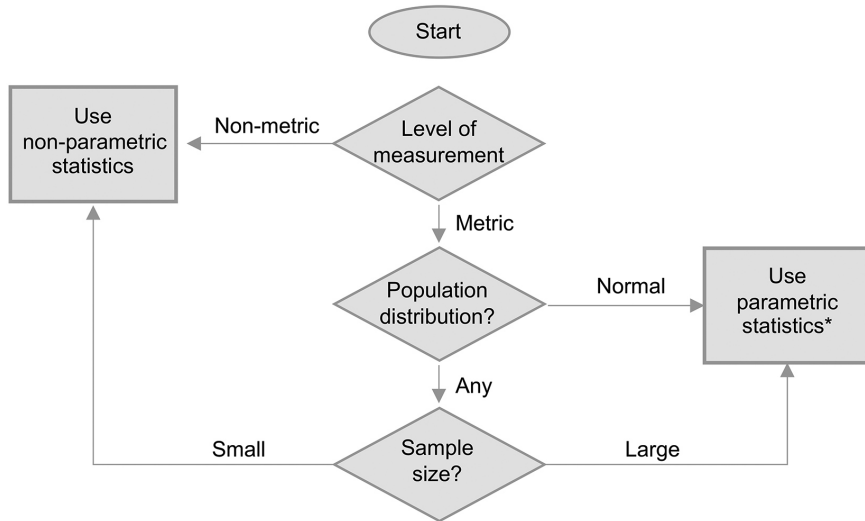 Start
Use
non-parametric
statistics
Non-metric
Level of
measurement
Metric
Population
distribution?
Normal
Use
parametric
statistics*
Any
Small
Sample
size?
Large